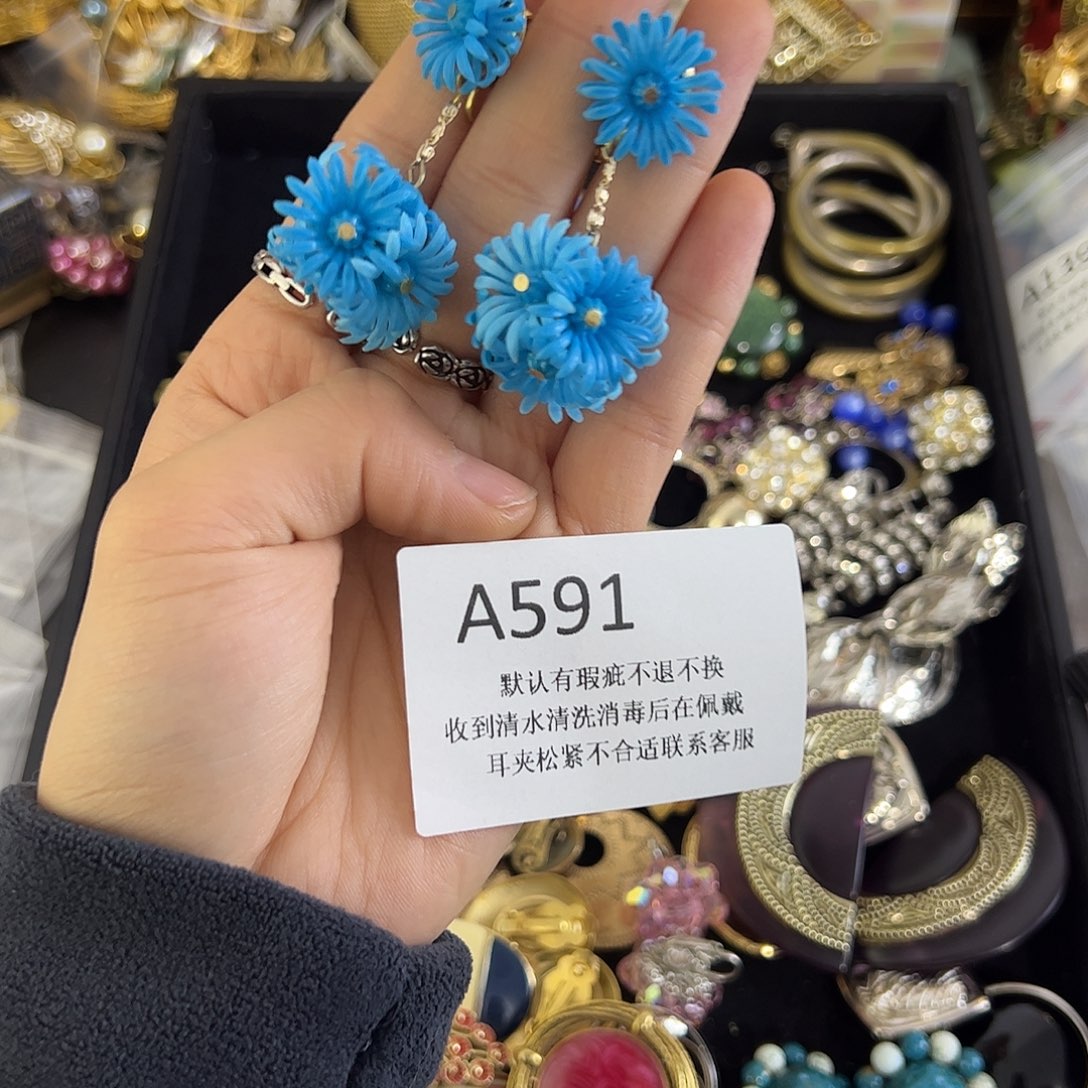 A591
默认有瑕疵不退不换
收到清水清洗消毒后在佩戴
耳夹松紧不合适联系客服